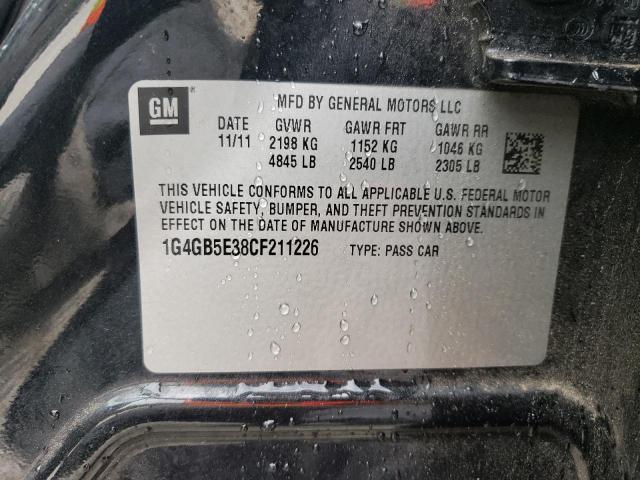 GM
MFD BY GENERAL MOTORS LLC
DATE GVWR GAWR FRT GAWR RR
11/11 2198 KG 1152 KG 1046 KG
4845 LB 2540 LB 2305 LB
THIS VEHICLE CONFORMS TO ALL APPLICABLE U.S. FEDERAL MOTOR
VEHICLE SAFETY, BUMPER, AND THEFT PREVENTION STANDARDS IN
EFFECT ON THE DATE OF MANUFACTURE SHOWN ABOVE.
1G4GB5E38CF211226 TYPE: PASS CAR